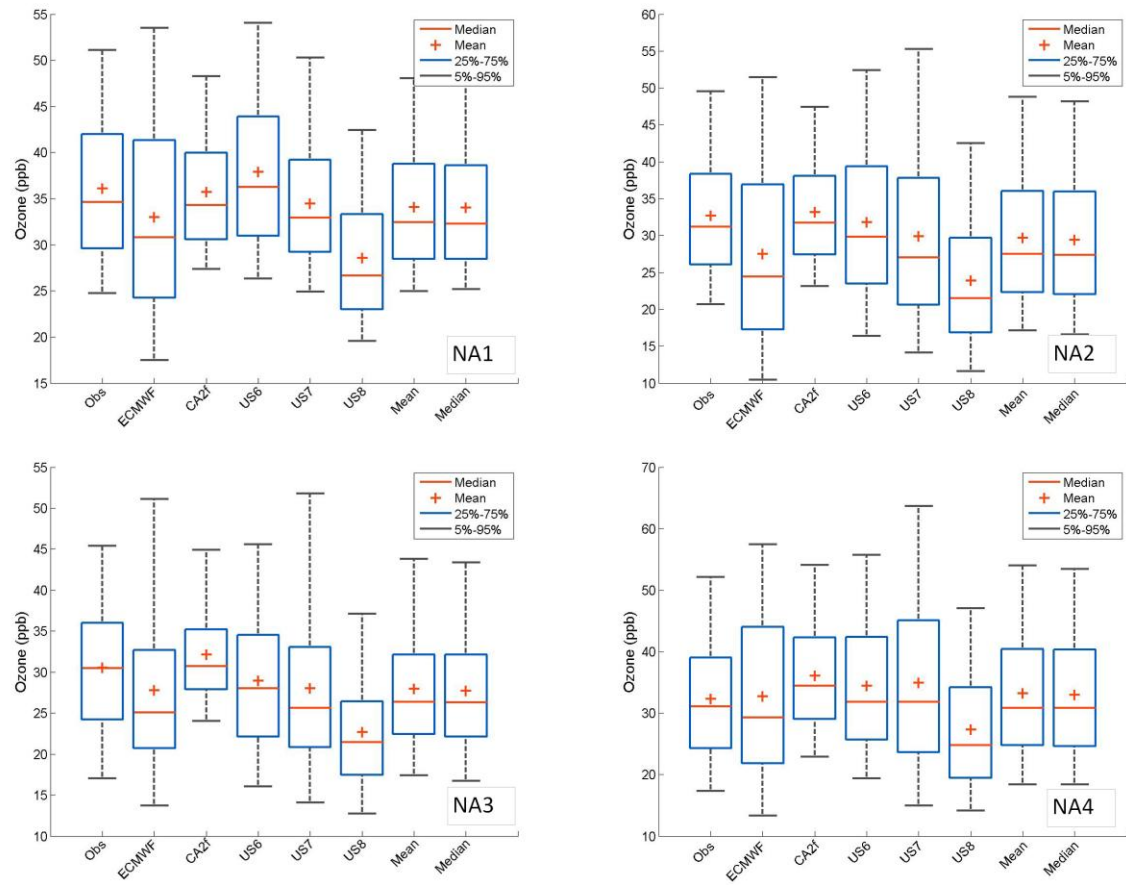 Ozone (ppb)
55
50
45
40
35
30
25
20
15
Median
Mean
25%-75%
5%-95%
NA1
Obs
ECMWF
CA2f
US6
US7
US8
Mean
Median
Ozone (ppb)
60
55
50
45
40
35
30
25
20
15
10
Median
Mean
25%-75%
5%-95%
NA2
Obs
ECMWF
CA2f
US6
US7
US8
Mean
Median
Ozone (ppb)
55
50
45
40
35
30
25
20
15
10
Median
Mean
25%-75%
5%-95%
NA3
Obs
ECMWF
CA2f
US6
US7
US8
Mean
Median
Ozone (ppb)
70
60
50
40
30
20
10
Median
Mean
25%-75%
5%-95%
NA4
Obs
ECMWF
CA2f
US6
US7
US8
Mean
Median